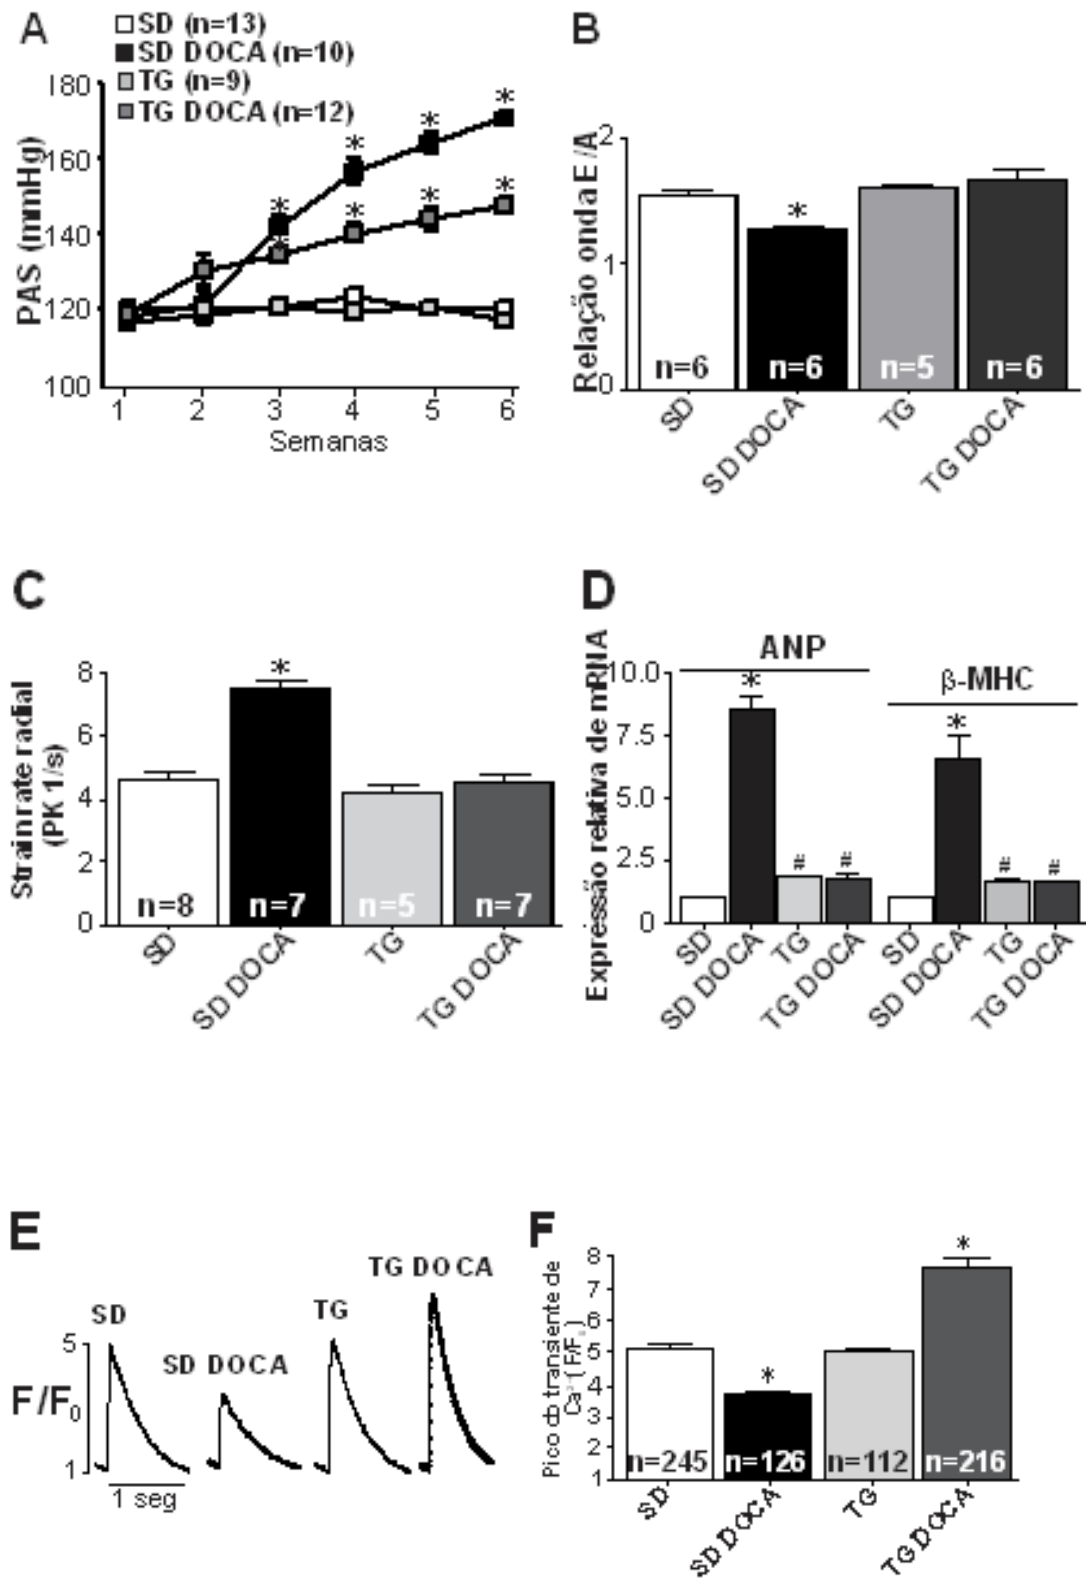 A
SD (n=13)
SD DOCA (n=10)
TG (n=9)
TG DOCA (n=12)
PAS (mmHg)
180
160
140
120
100
* * * *
* * * *
1 2 3 4 5 6
Semanas
B
Relação onda E/A
2
1
0
*
n=6 n=6 n=5 n=6
SD SD DOCA TG TG DOCA
C
Strain rate radial
(PK 1/s)
8
6
4
2
0
*
n=8 n=7 n=5 n=7
SD SD DOCA TG TG DOCA
D
Expressão relativa de mRNA
10.0
7.5
5.0
2.5
0
ANP
* # #
β-MHC
* # #
SD SD DOCA TG TG DOCA SD SD DOCA TG TG DOCA
E
F/F0
5
1
SD
SD DOCA
TG
TG DOCA
1 seg
F
Pico do transiente de
Ca²⁺ (F/F₀)
8
7
6
5
4
3
2
1
* *
n=245 n=126 n=112 n=216
SD SD DOCA TG TG DOCA